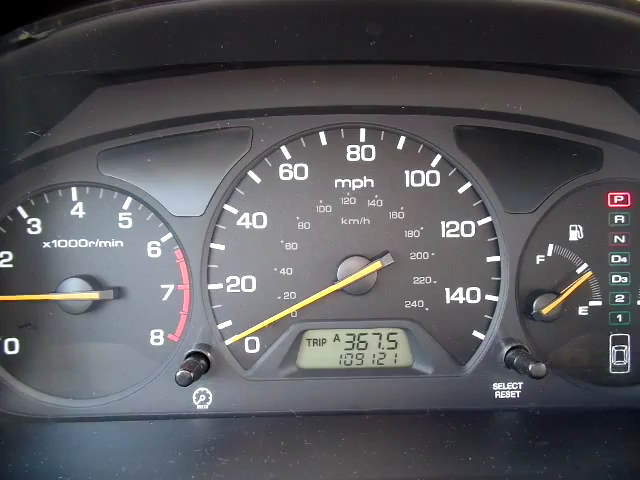 2 3 4 5 6 7 8 0
x1000r/min
0 20 40 60 80 100 120 140
mph
0 20 40 60 80 100 120 140 160 180 200 220 240
km/h
TRIP A 367.5
109121
SELECT
RESET
F
E
P
R
N
D4
D3
2
1